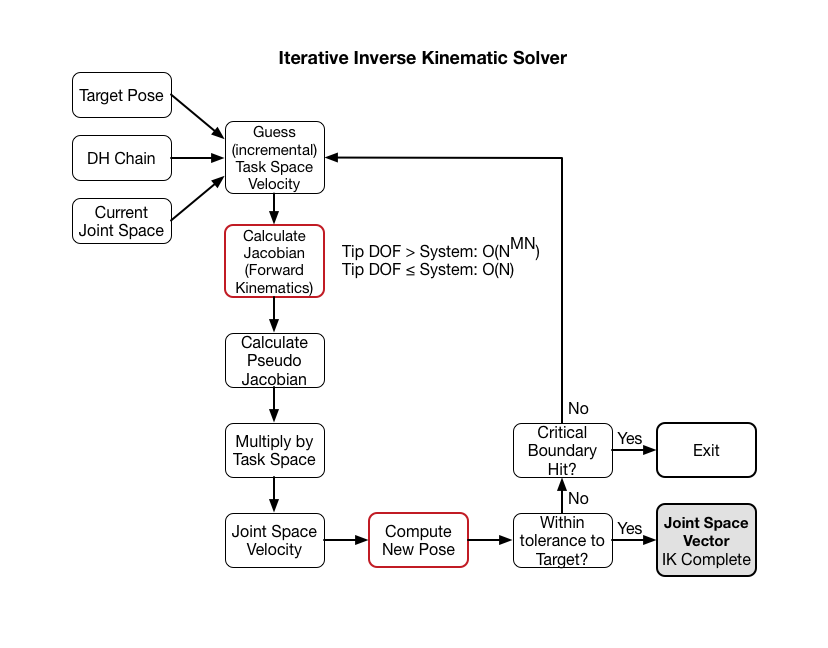 Iterative Inverse Kinematic Solver
Target Pose
DH Chain
Current
Joint Space
Guess
(incremental)
Task Space
Velocity
Calculate
Jacobian
(Forward
Kinematics)
Tip DOF > System: O(N^MN)
Tip DOF ≤ System: O(N)
Calculate
Pseudo
Jacobian
Multiply by
Task Space
Joint Space
Velocity
Compute
New Pose
Within
tolerance to
Target?
Yes
Joint Space
Vector
IK Complete
No
Critical
Boundary
Hit?
Yes
Exit
No